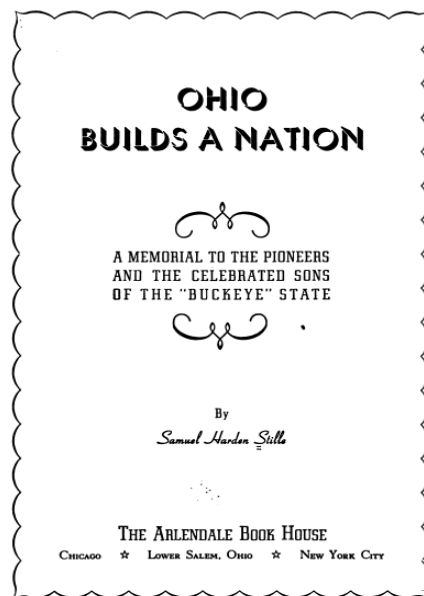 OHIO
BUILDS A NATION
A MEMORIAL TO THE PIONEERS
AND THE CELEBRATED SONS
OF THE "BUCKEYE" STATE
By
Samuel Harden Stille
THE ARLENDALE BOOK HOUSE
CHICAGO ☆ LOWER SALEM, OHIO ☆ NEW YORK CITY